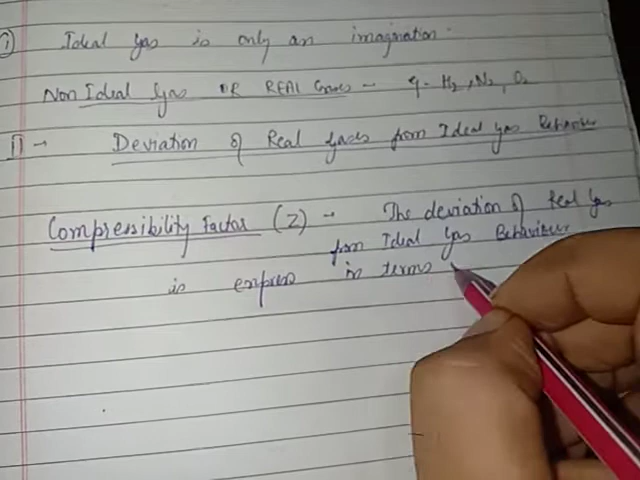 ① Ideal gas is only an imagination.
Non Ideal Gas OR REAL Gases - eg. H2, N2, O2
Deviation of Real gases from Ideal gas Behaviour
Compressibility Factor (Z) - The deviation of Real Gas
from Ideal Gas Behaviour
is express in terms